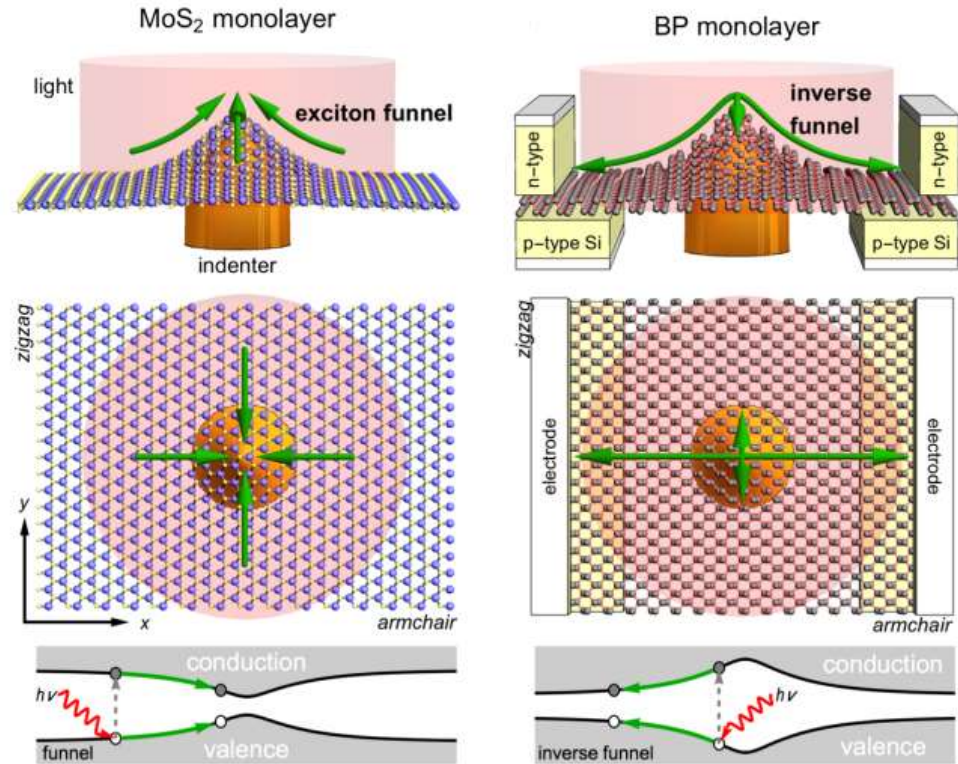 MoS₂ monolayer
light
exciton funnel
indenter
BP monolayer
inverse
funnel
n-type
n-type
p-type Si
p-type Si
zigzag
y
x
armchair
zigzag
electrode
electrode
armchair
conduction
hν
funnel
valence
conduction
hν
inverse funnel
valence